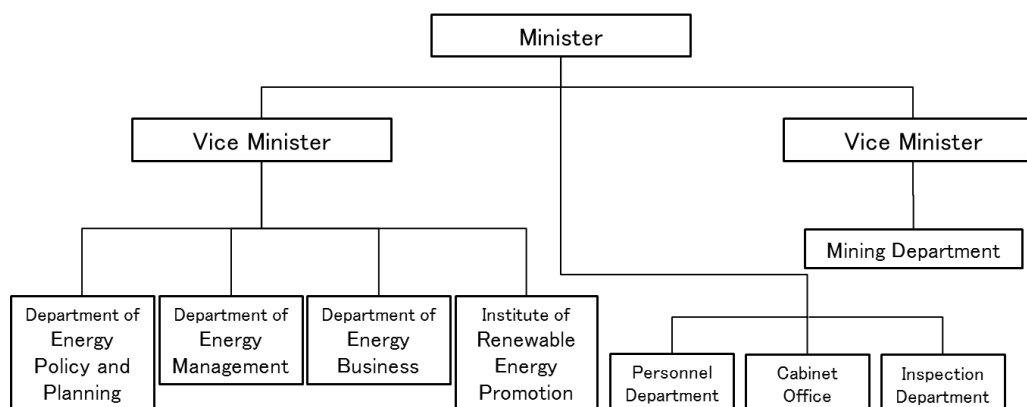 Minister
Vice Minister
Vice Minister
Mining Department
Department of
Energy
Policy and
Planning
Department of
Energy
Management
Department of
Energy
Business
Institute of
Renewable
Energy
Promotion
Personnel
Department
Cabinet
Office
Inspection
Department